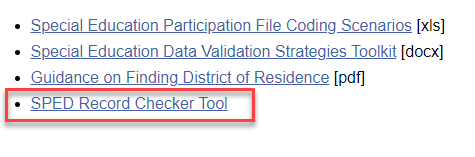 • Special Education Participation File Coding Scenarios [xls]
• Special Education Data Validation Strategies Toolkit [docx]
• Guidance on Finding District of Residence [pdf]
• SPED Record Checker Tool